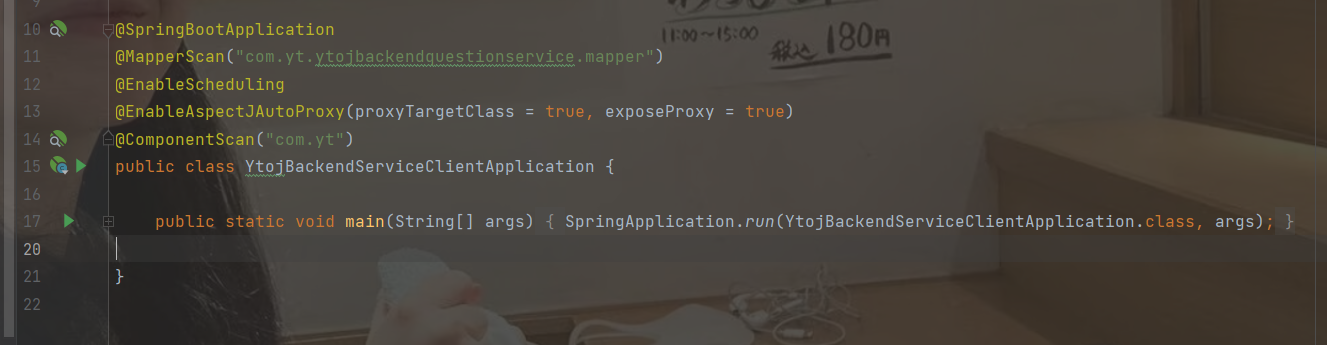 10 @SpringBootApplication
11 @MapperScan("com.yt.ytojbackendquestionservice.mapper")
12 @EnableScheduling
13 @EnableAspectJAutoProxy(proxyTargetClass = true, exposeProxy = true)
14 @ComponentScan("com.yt")
15 public class YtojBackendServiceClientApplication {
16
17 public static void main(String[] args) { SpringApplication.run(YtojBackendServiceClientApplication.class, args); }
20
21 }
22
11:00~15:00
税込 180円